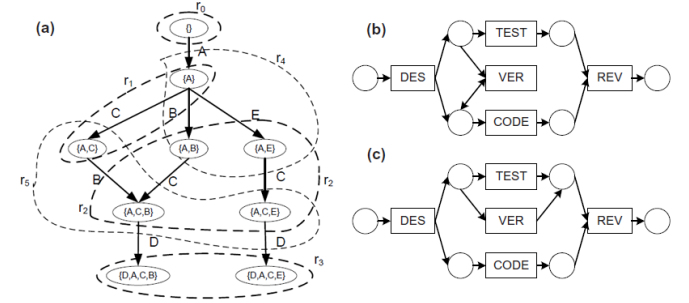 (a)
r0
{}
A
r4
r1
{A}
C
B
E
{A,C}
{A,B}
{A,E}
r5
B
C
C
r2
r2
{A,C,B}
{A,C,E}
D
D
r3
{D,A,C,B}
{D,A,C,E}
(b)
TEST
DES
VER
REV
CODE
(c)
TEST
DES
VER
REV
CODE